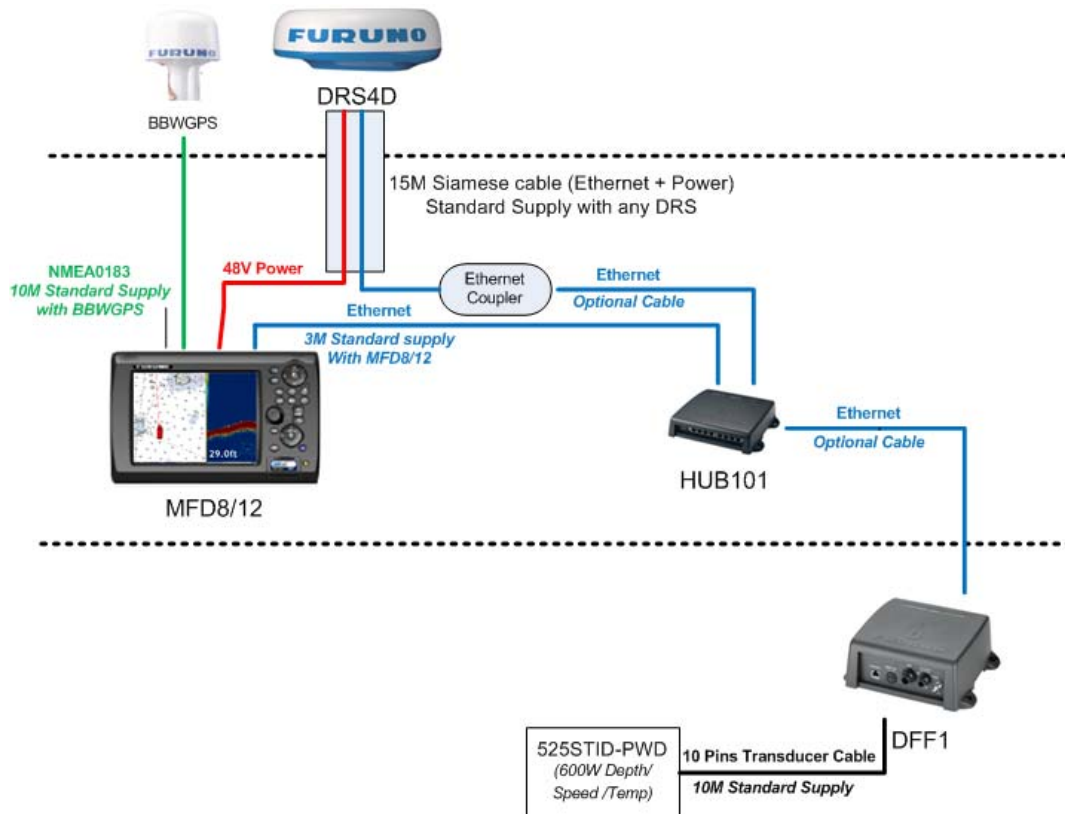 FURUNO
FURUNO
DRS4D
BBWGPS
15M Siamese cable (Ethernet + Power)
Standard Supply with any DRS
NMEA0183
10M Standard Supply
with BBWGPS
48V Power
Ethernet
Coupler
Ethernet
Optional Cable
Ethernet
3M Standard supply
With MFD8/12
FURUNO
29.0ft
MFD8/12
HUB101
Ethernet
Optional Cable
525STID-PWD
(600W Depth/
Speed /Temp)
10 Pins Transducer Cable
10M Standard Supply
DFF1